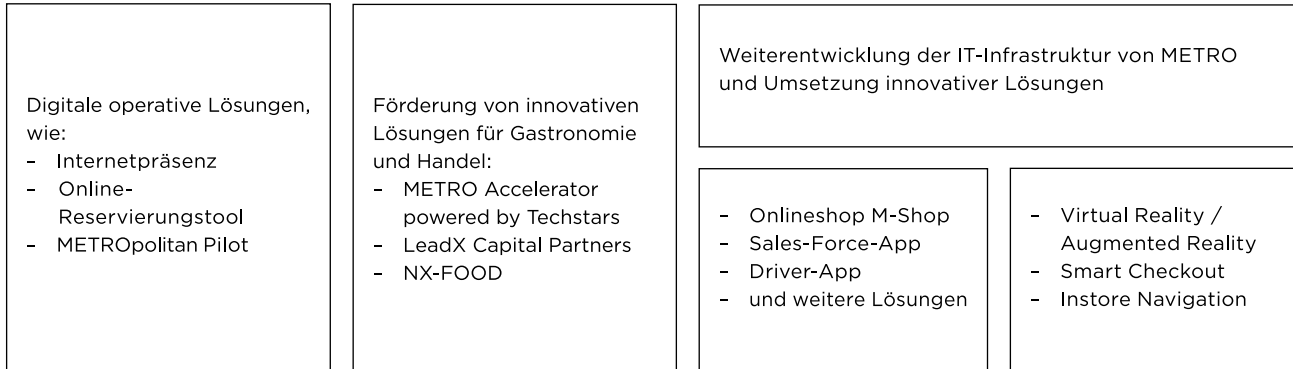 Digitale operative Lösungen,
wie:
– Internetpräsenz
– Online-
Reservierungstool
– METROpolitan Pilot
Förderung von innovativen
Lösungen für Gastronomie
und Handel:
– METRO Accelerator
powered by Techstars
– LeadX Capital Partners
– NX-FOOD
Weiterentwicklung der IT-Infrastruktur von METRO
und Umsetzung innovativer Lösungen
– Onlineshop M-Shop
– Sales-Force-App
– Driver-App
– und weitere Lösungen
– Virtual Reality /
Augmented Reality
– Smart Checkout
– Instore Navigation